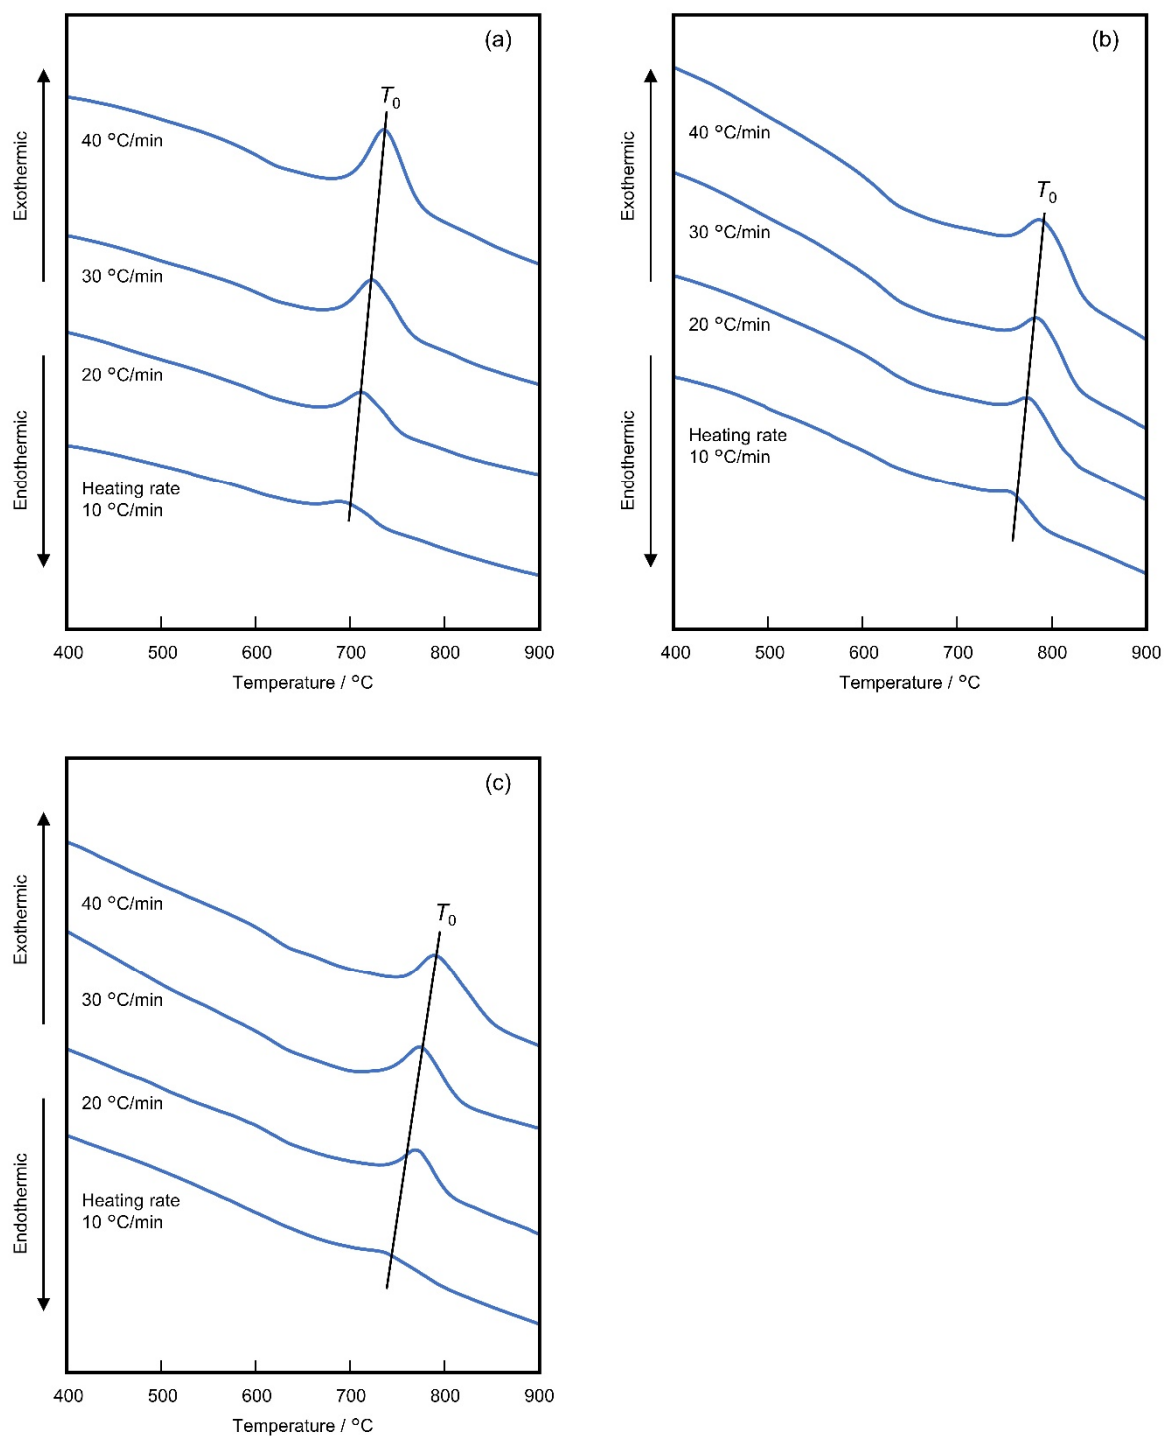 (a)
T0
40 °C/min
30 °C/min
20 °C/min
Heating rate
10 °C/min
Exothermic
Endothermic
400 500 600 700 800 900
Temperature / °C
(b)
T0
40 °C/min
30 °C/min
20 °C/min
Heating rate
10 °C/min
Exothermic
Endothermic
400 500 600 700 800 900
Temperature / °C
(c)
T0
40 °C/min
30 °C/min
20 °C/min
Heating rate
10 °C/min
Exothermic
Endothermic
400 500 600 700 800 900
Temperature / °C